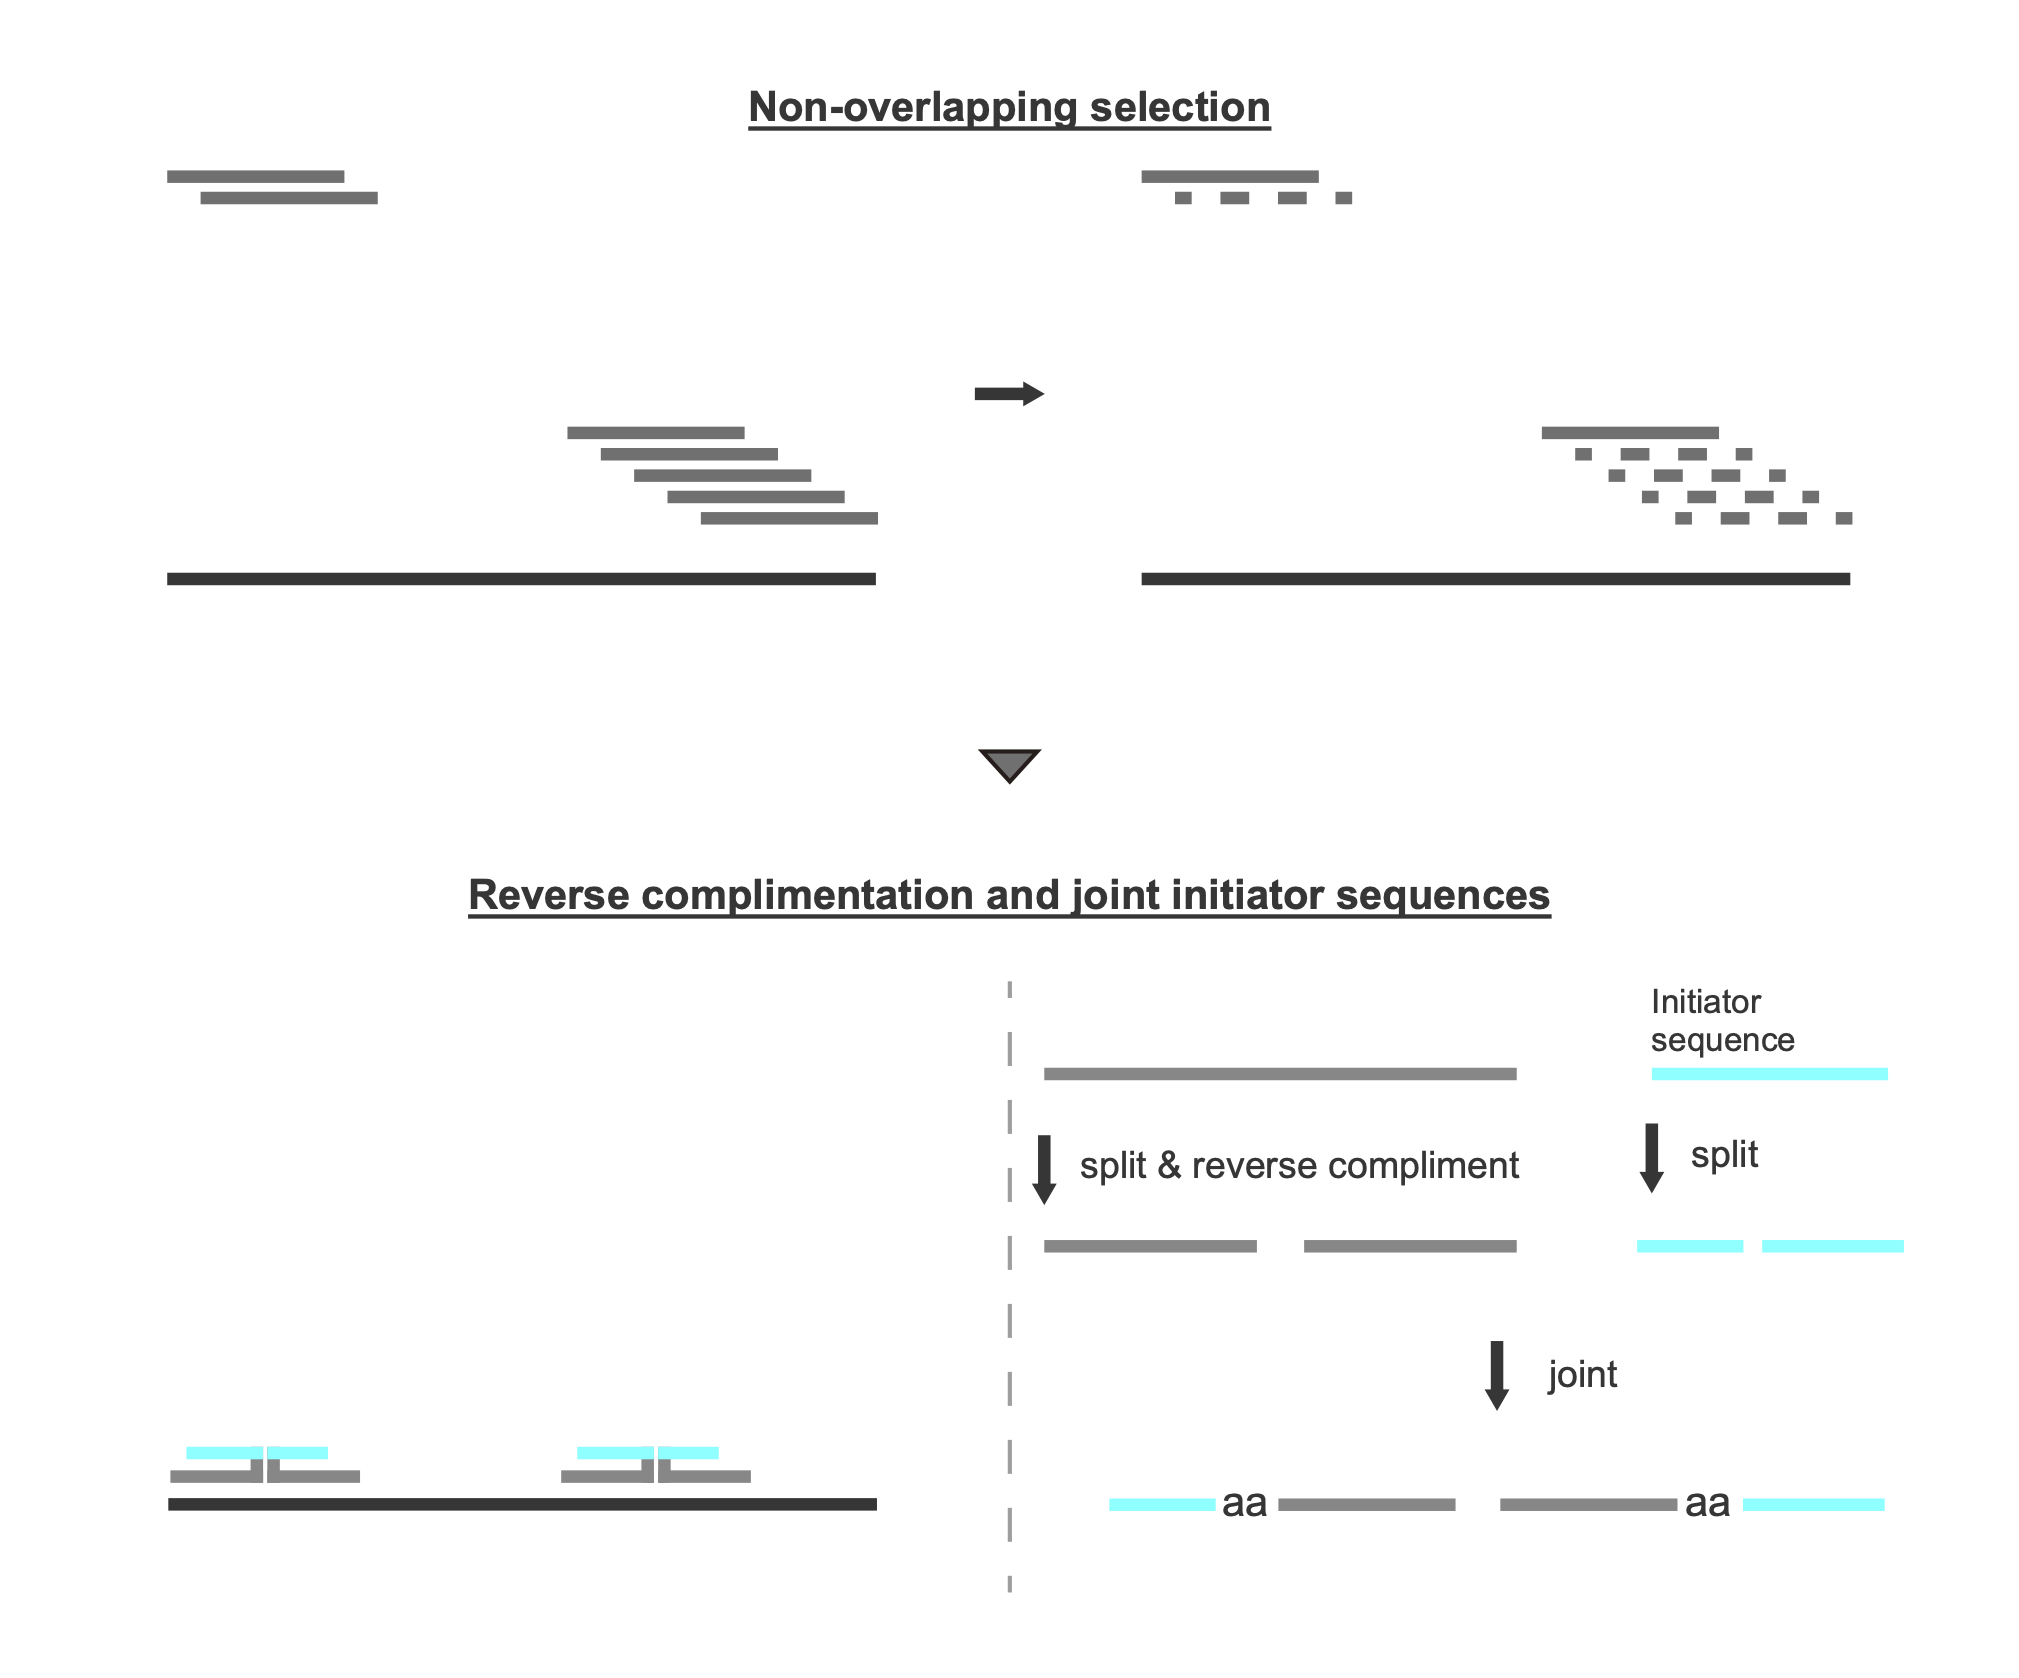 Non-overlapping selection
Reverse complimentation and joint initiator sequences
Initiator
sequence
split & reverse compliment
split
joint
aa
aa